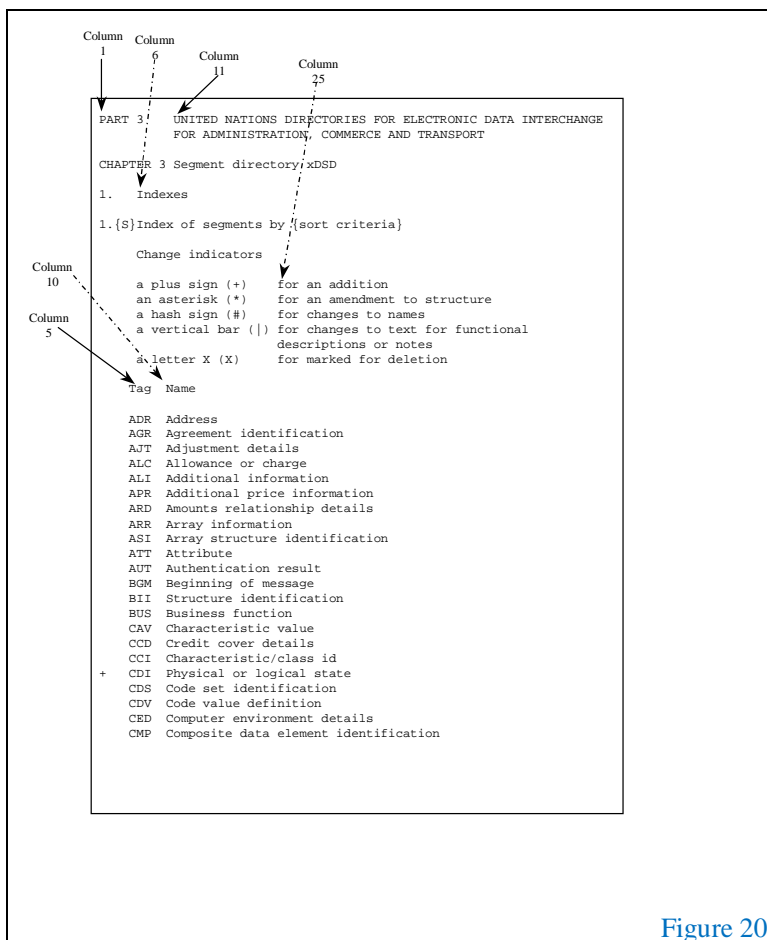 Column
1
Column
6
Column
11
Column
25
PART 3    UNITED NATIONS DIRECTORIES FOR ELECTRONIC DATA INTERCHANGE
FOR ADMINISTRATION, COMMERCE AND TRANSPORT
CHAPTER 3 Segment directory xDSD
1.   Indexes
1.{S}Index of segments by {sort criteria}
Change indicators
a plus sign (+)    for an addition
an asterisk (*)    for an amendment to structure
a hash sign (#)    for changes to names
a vertical bar (|) for changes to text for functional
descriptions or notes
a letter X (X)     for marked for deletion
Column
10
Column
5
Tag  Name
ADR  Address
AGR  Agreement identification
AJT  Adjustment details
ALC  Allowance or charge
ALI  Additional information
APR  Additional price information
ARD  Amounts relationship details
ARR  Array information
ASI  Array structure identification
ATT  Attribute
AUT  Authentication result
BGM  Beginning of message
BII  Structure identification
BUS  Business function
CAV  Characteristic value
CCD  Credit cover details
CCI  Characteristic/class id
+   CDI  Physical or logical state
CDS  Code set identification
CDV  Code value definition
CED  Computer environment details
CMP  Composite data element identification
Figure 20